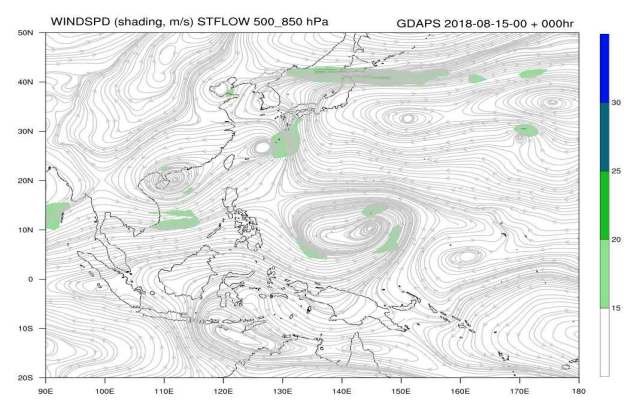 WINDSPD (shading, m/s) STFLOW 500_850 hPa GDAPS 2018-08-15-00 + 000hr
50N
40N
30N
20N
10N
0
10S
20S
90E 100E 110E 120E 130E 140E 150E 160E 170E 180
30
25
20
15